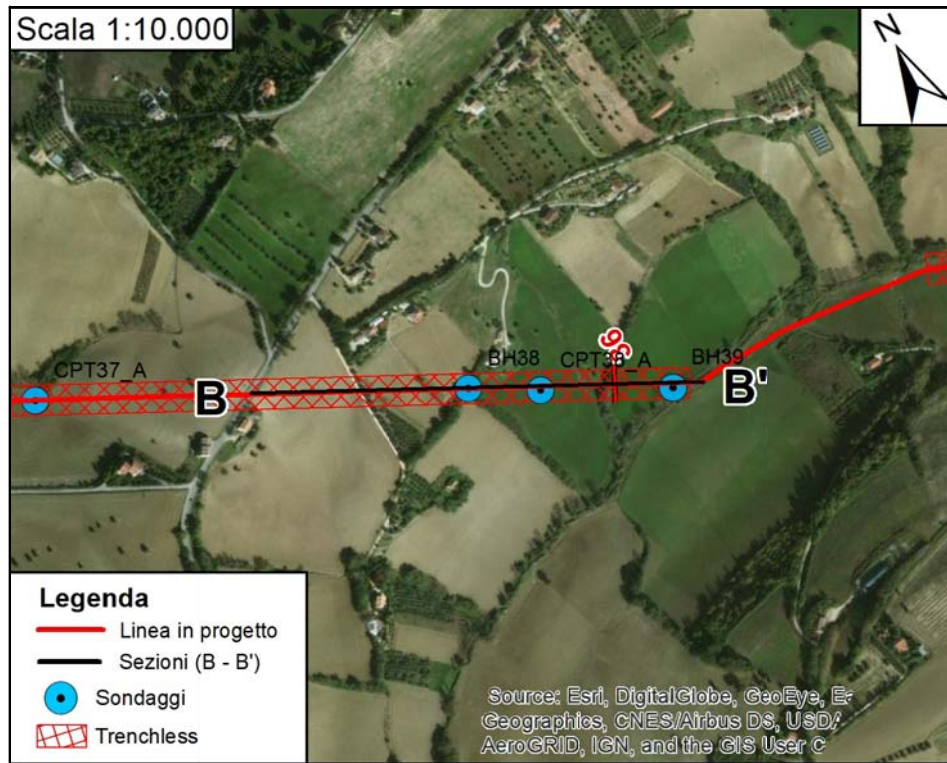 Scala 1:10.000
N
CPT37_A
BH38
CPT38_A
BH39
B
B'
Legenda
Linea in progetto
Sezioni (B - B')
Sondaggi
Trenchless
Source: Esri, DigitalGlobe, GeoEye, Ea
Geographics, CNES/Airbus DS, USDA
AeroGRID, IGN, and the GIS User C